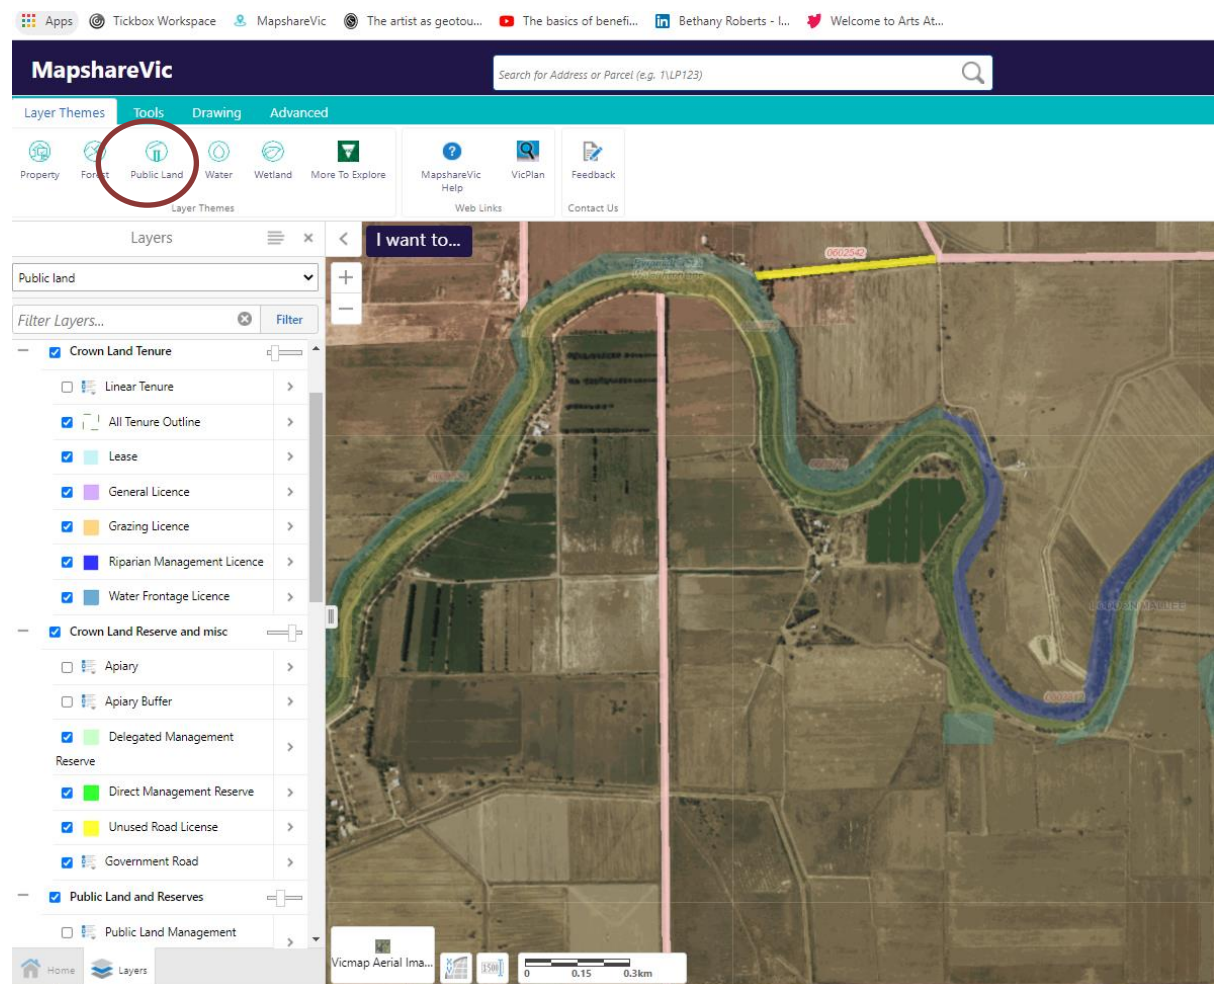 Apps Tickbox Workspace MapshareVic The artist as geotou... The basics of benefi... in Bethany Roberts - I... Welcome to Arts At...
MapshareVic
Search for Address or Parcel (e.g. 1\LP123)
Layer Themes Tools Drawing Advanced
Property Forest Public Land Water Wetland More To Explore MapshareVic Help VicPlan Feedback
Layer Themes Web Links Contact Us
Layers
I want to...
Public land
Filter Layers... Filter
0602542
Crown Land Tenure
Linear Tenure
All Tenure Outline
Lease
General Licence
Grazing Licence
Riparian Management Licence
Water Frontage Licence
Crown Land Reserve and misc
Apiary
Apiary Buffer
Delegated Management
Reserve
Direct Management Reserve
Unused Road License
Government Road
Public Land and Reserves
Public Land Management
Home Layers
Vicmap Aerial Ima...
1:500
0 0.15 0.3km